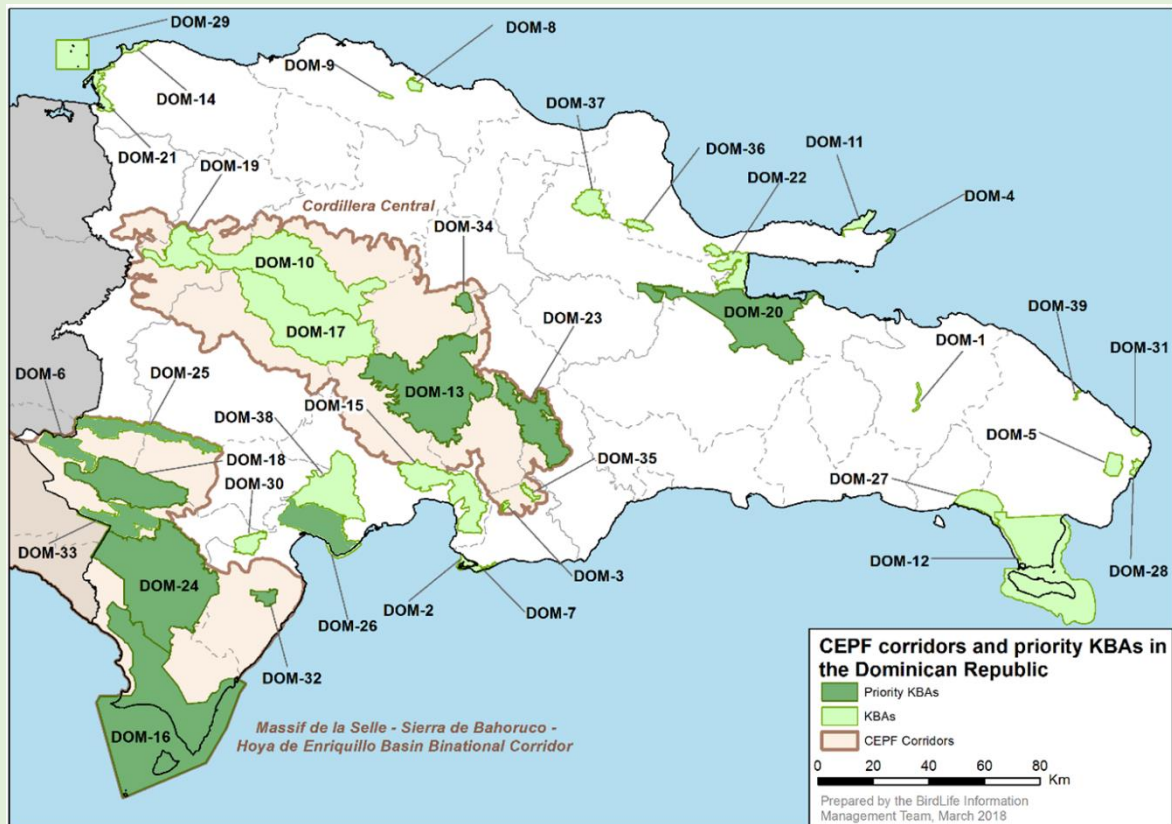 DOM-29
DOM-8
DOM-9
DOM-14
DOM-37
DOM-21
DOM-19
DOM-36
DOM-11
DOM-22
DOM-4
Cordillera Central
DOM-34
DOM-10
DOM-17
DOM-23
DOM-20
DOM-39
DOM-1
DOM-31
DOM-6
DOM-25
DOM-13
DOM-15
DOM-38
DOM-5
DOM-18
DOM-30
DOM-35
DOM-27
DOM-33
DOM-12
DOM-3
DOM-28
DOM-24
DOM-2
DOM-7
DOM-26
DOM-32
DOM-16
Massif de la Selle - Sierra de Bahoruco -
Hoya de Enriquillo Basin Binational Corridor
CEPF corridors and priority KBAs in
the Dominican Republic
Priority KBAs
KBAs
CEPF Corridors
0 20 40 60 80
Km
Prepared by the BirdLife Information
Management Team, March 2018